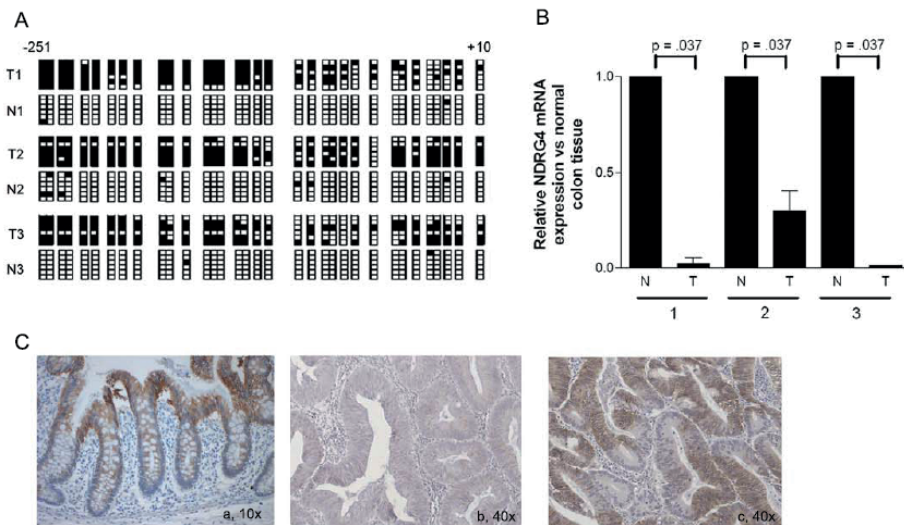 A
-251 +10
T1
N1
T2
N2
T3
N3
B
p = .037 p = .037 p = .037
Relative NDRG4 mRNA
expression vs normal
colon tissue
1.0
0.5
0.0
N T N T N T
1 2 3
C
a, 10x
b, 40x
c, 40x